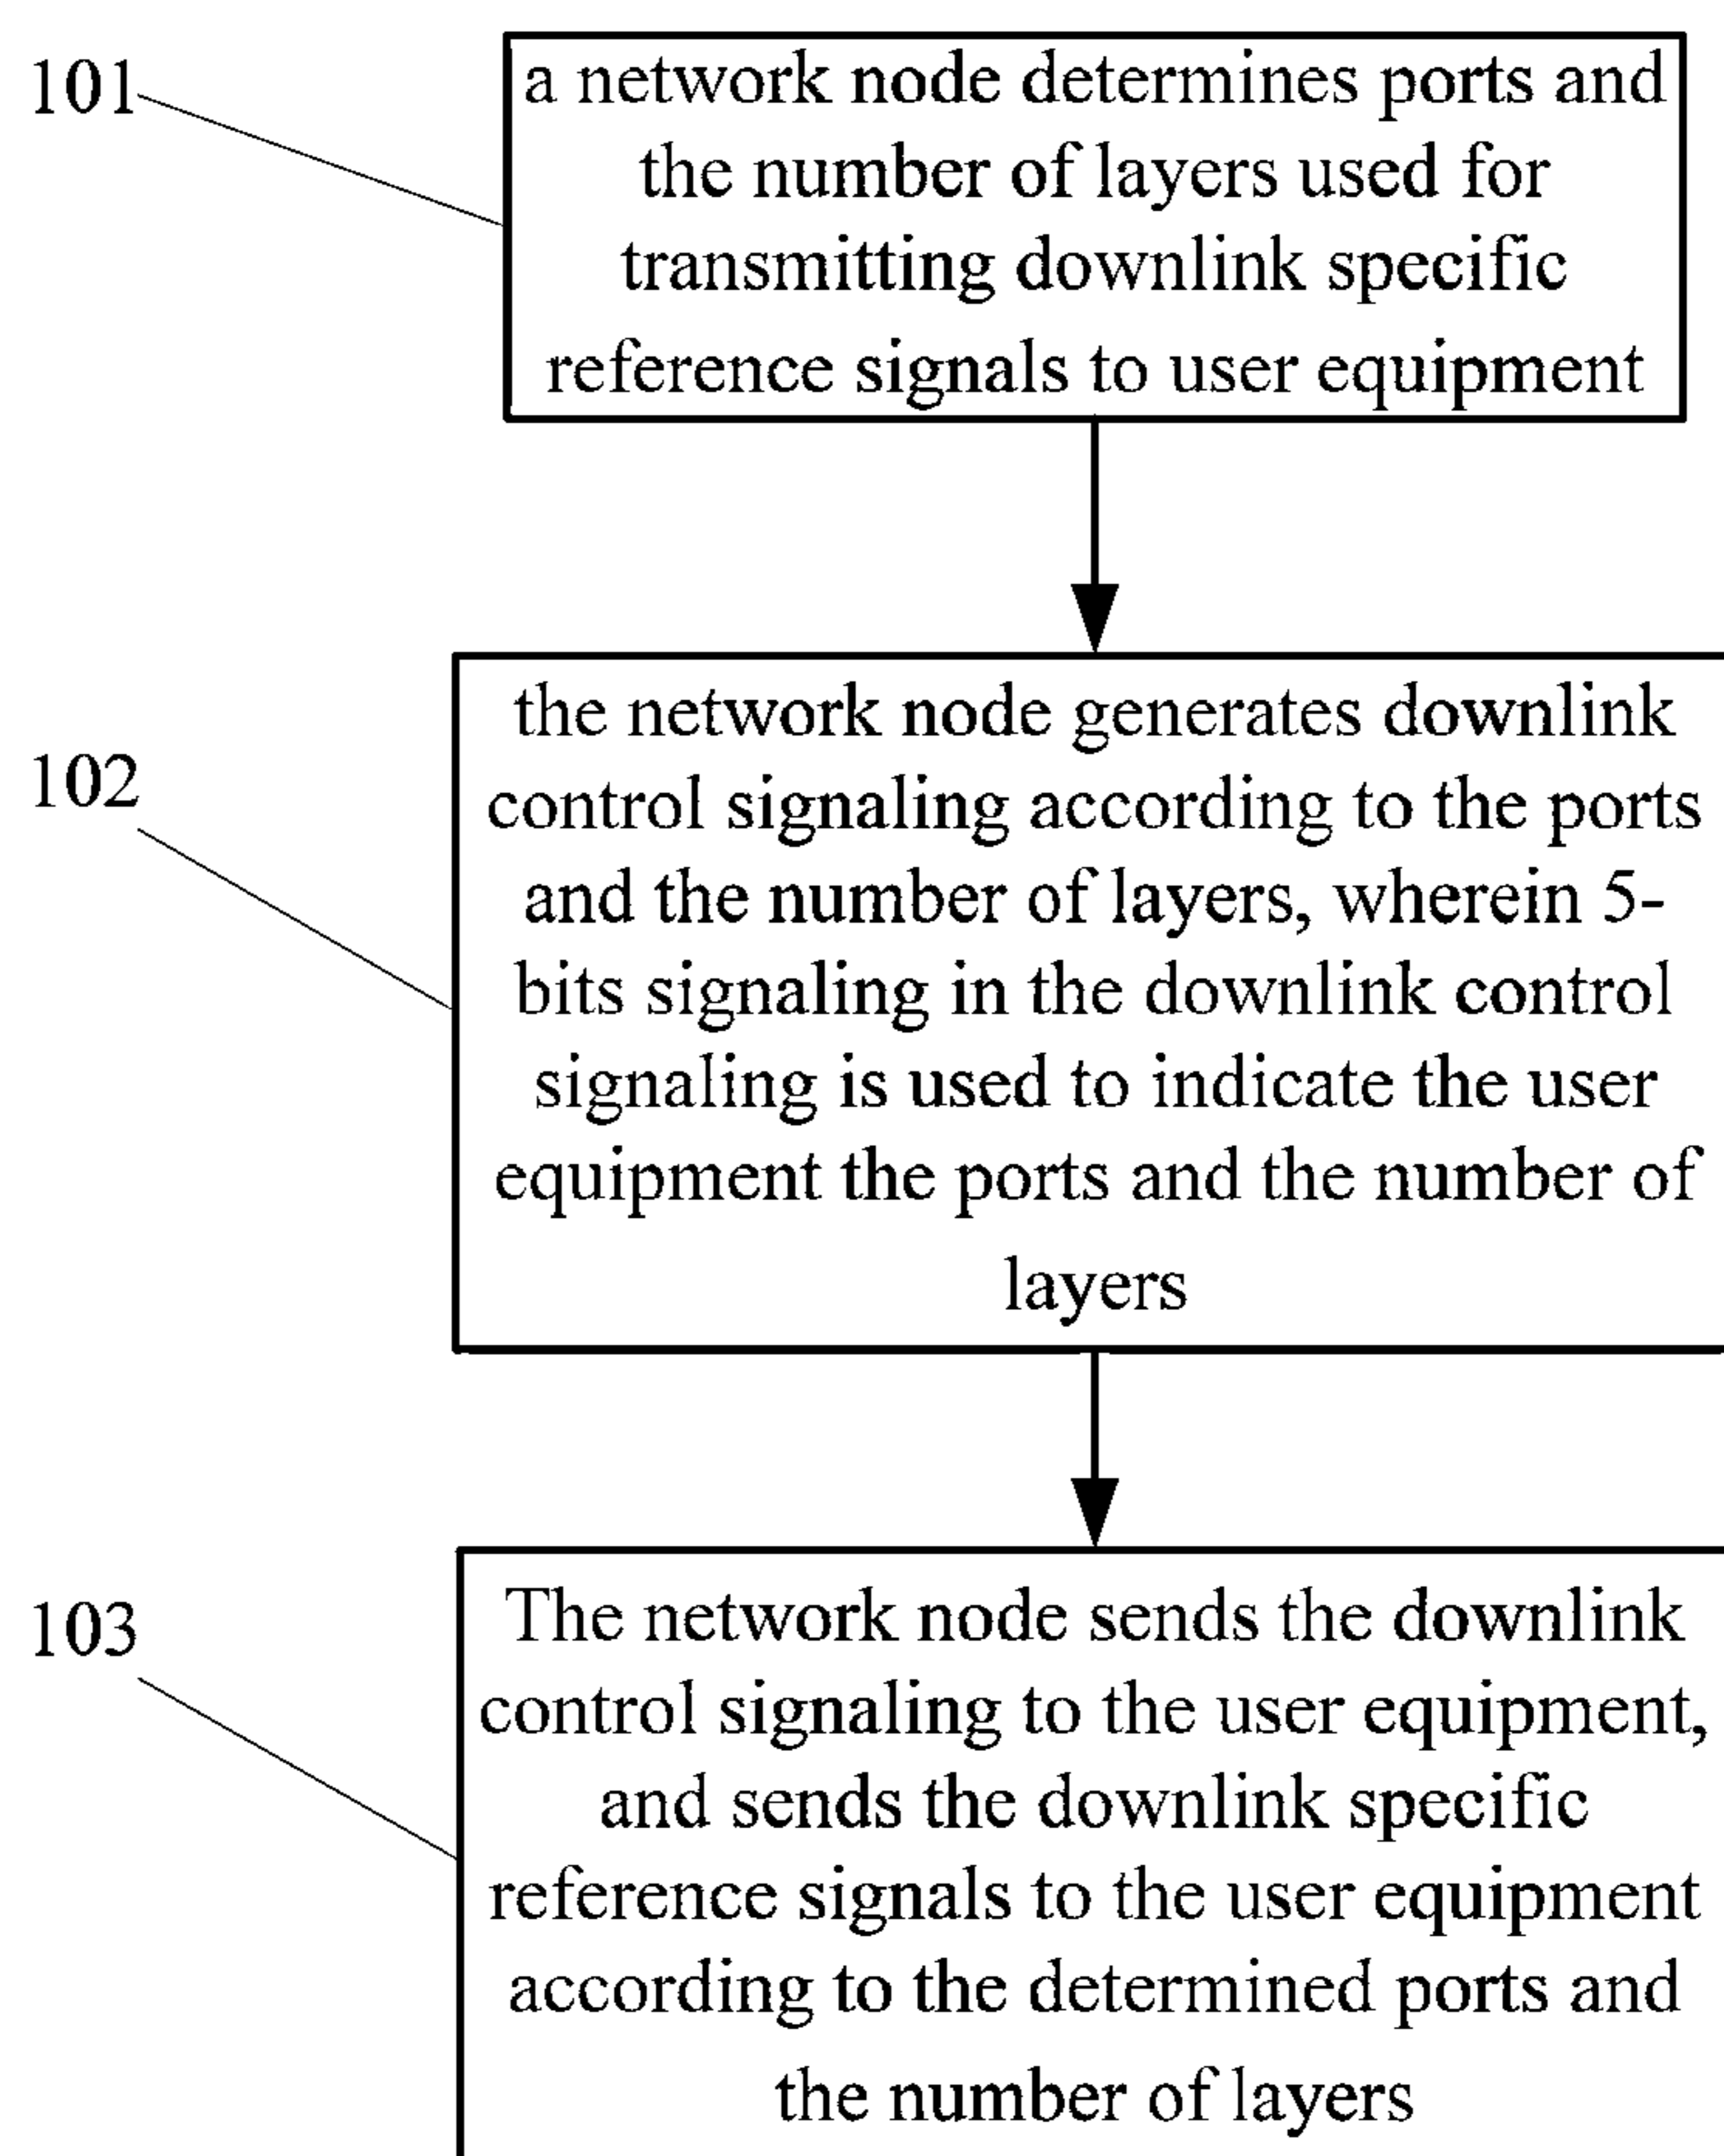 101
a network node determines ports and
the number of layers used for
transmitting downlink specific
reference signals to user equipment
102
the network node generates downlink
control signaling according to the ports
and the number of layers, wherein 5-
bits signaling in the downlink control
signaling is used to indicate the user
equipment the ports and the number of
layers
103
The network node sends the downlink
control signaling to the user equipment,
and sends the downlink specific
reference signals to the user equipment
according to the determined ports and
the number of layers